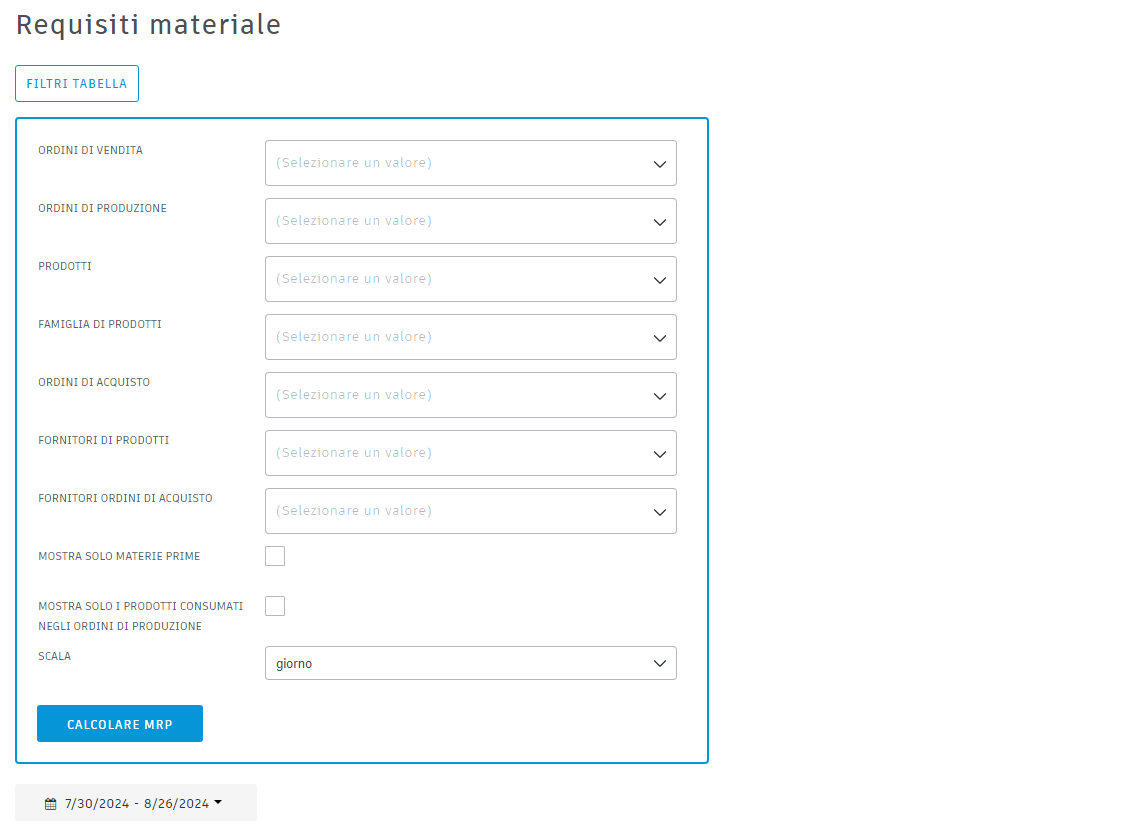 Requisiti materiale
FILTRI TABELLA
ORDINI DI VENDITA
(Selezionare un valore)
ORDINI DI PRODUZIONE
(Selezionare un valore)
PRODOTTI
(Selezionare un valore)
FAMIGLIA DI PRODOTTI
(Selezionare un valore)
ORDINI DI ACQUISTO
(Selezionare un valore)
FORNITORI DI PRODOTTI
(Selezionare un valore)
FORNITORI ORDINI DI ACQUISTO
(Selezionare un valore)
MOSTRA SOLO MATERIE PRIME
MOSTRA SOLO I PRODOTTI CONSUMATI
NEGLI ORDINI DI PRODUZIONE
SCALA
giorno
CALCOLARE MRP
7/30/2024 - 8/26/2024